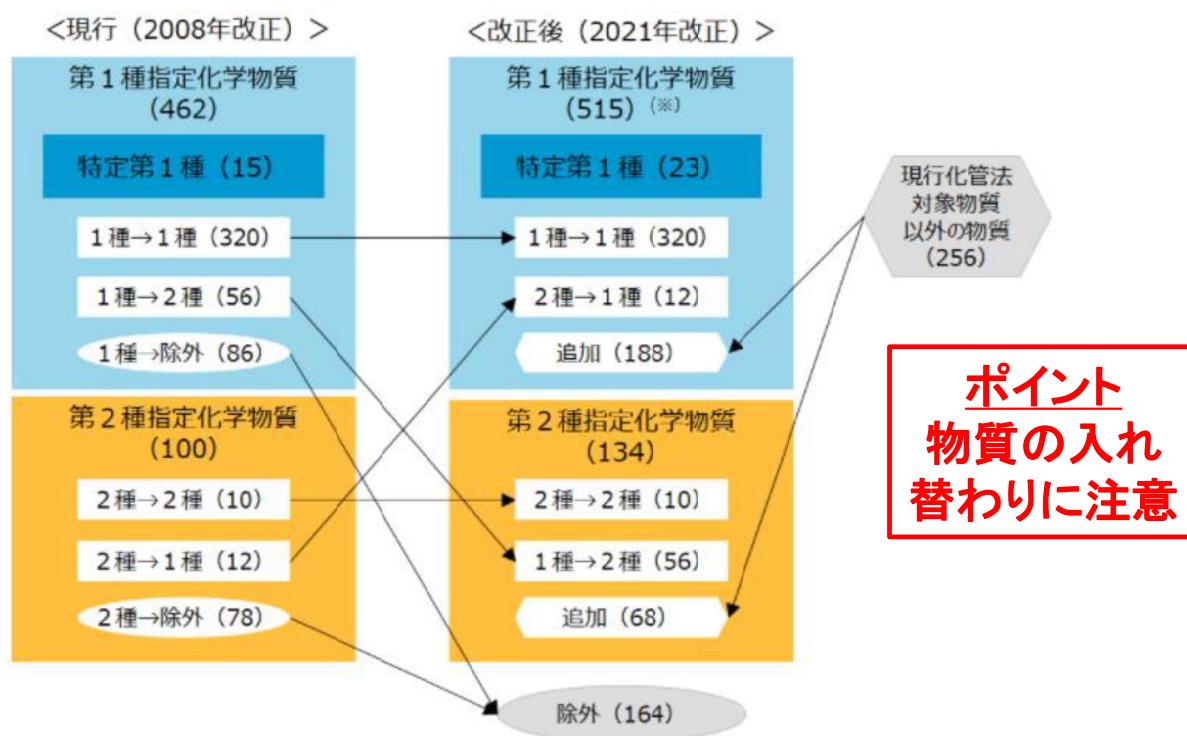 ＜現行（2008年改正）＞
第１種指定化学物質
（462）
特定第１種（15）
１種→１種（320）
１種→２種（56）
１種→除外（86）
第２種指定化学物質
（100）
２種→２種（10）
２種→１種（12）
２種→除外（78）
＜改正後（2021年改正）＞
第１種指定化学物質
（515）（※）
特定第１種（23）
１種→１種（320）
２種→１種（12）
追加（188）
第２種指定化学物質
（134）
２種→２種（10）
１種→２種（56）
追加（68）
除外（164）
現行化管法
対象物質
以外の物質
（256）
ポイント
物質の入れ
替わりに注意